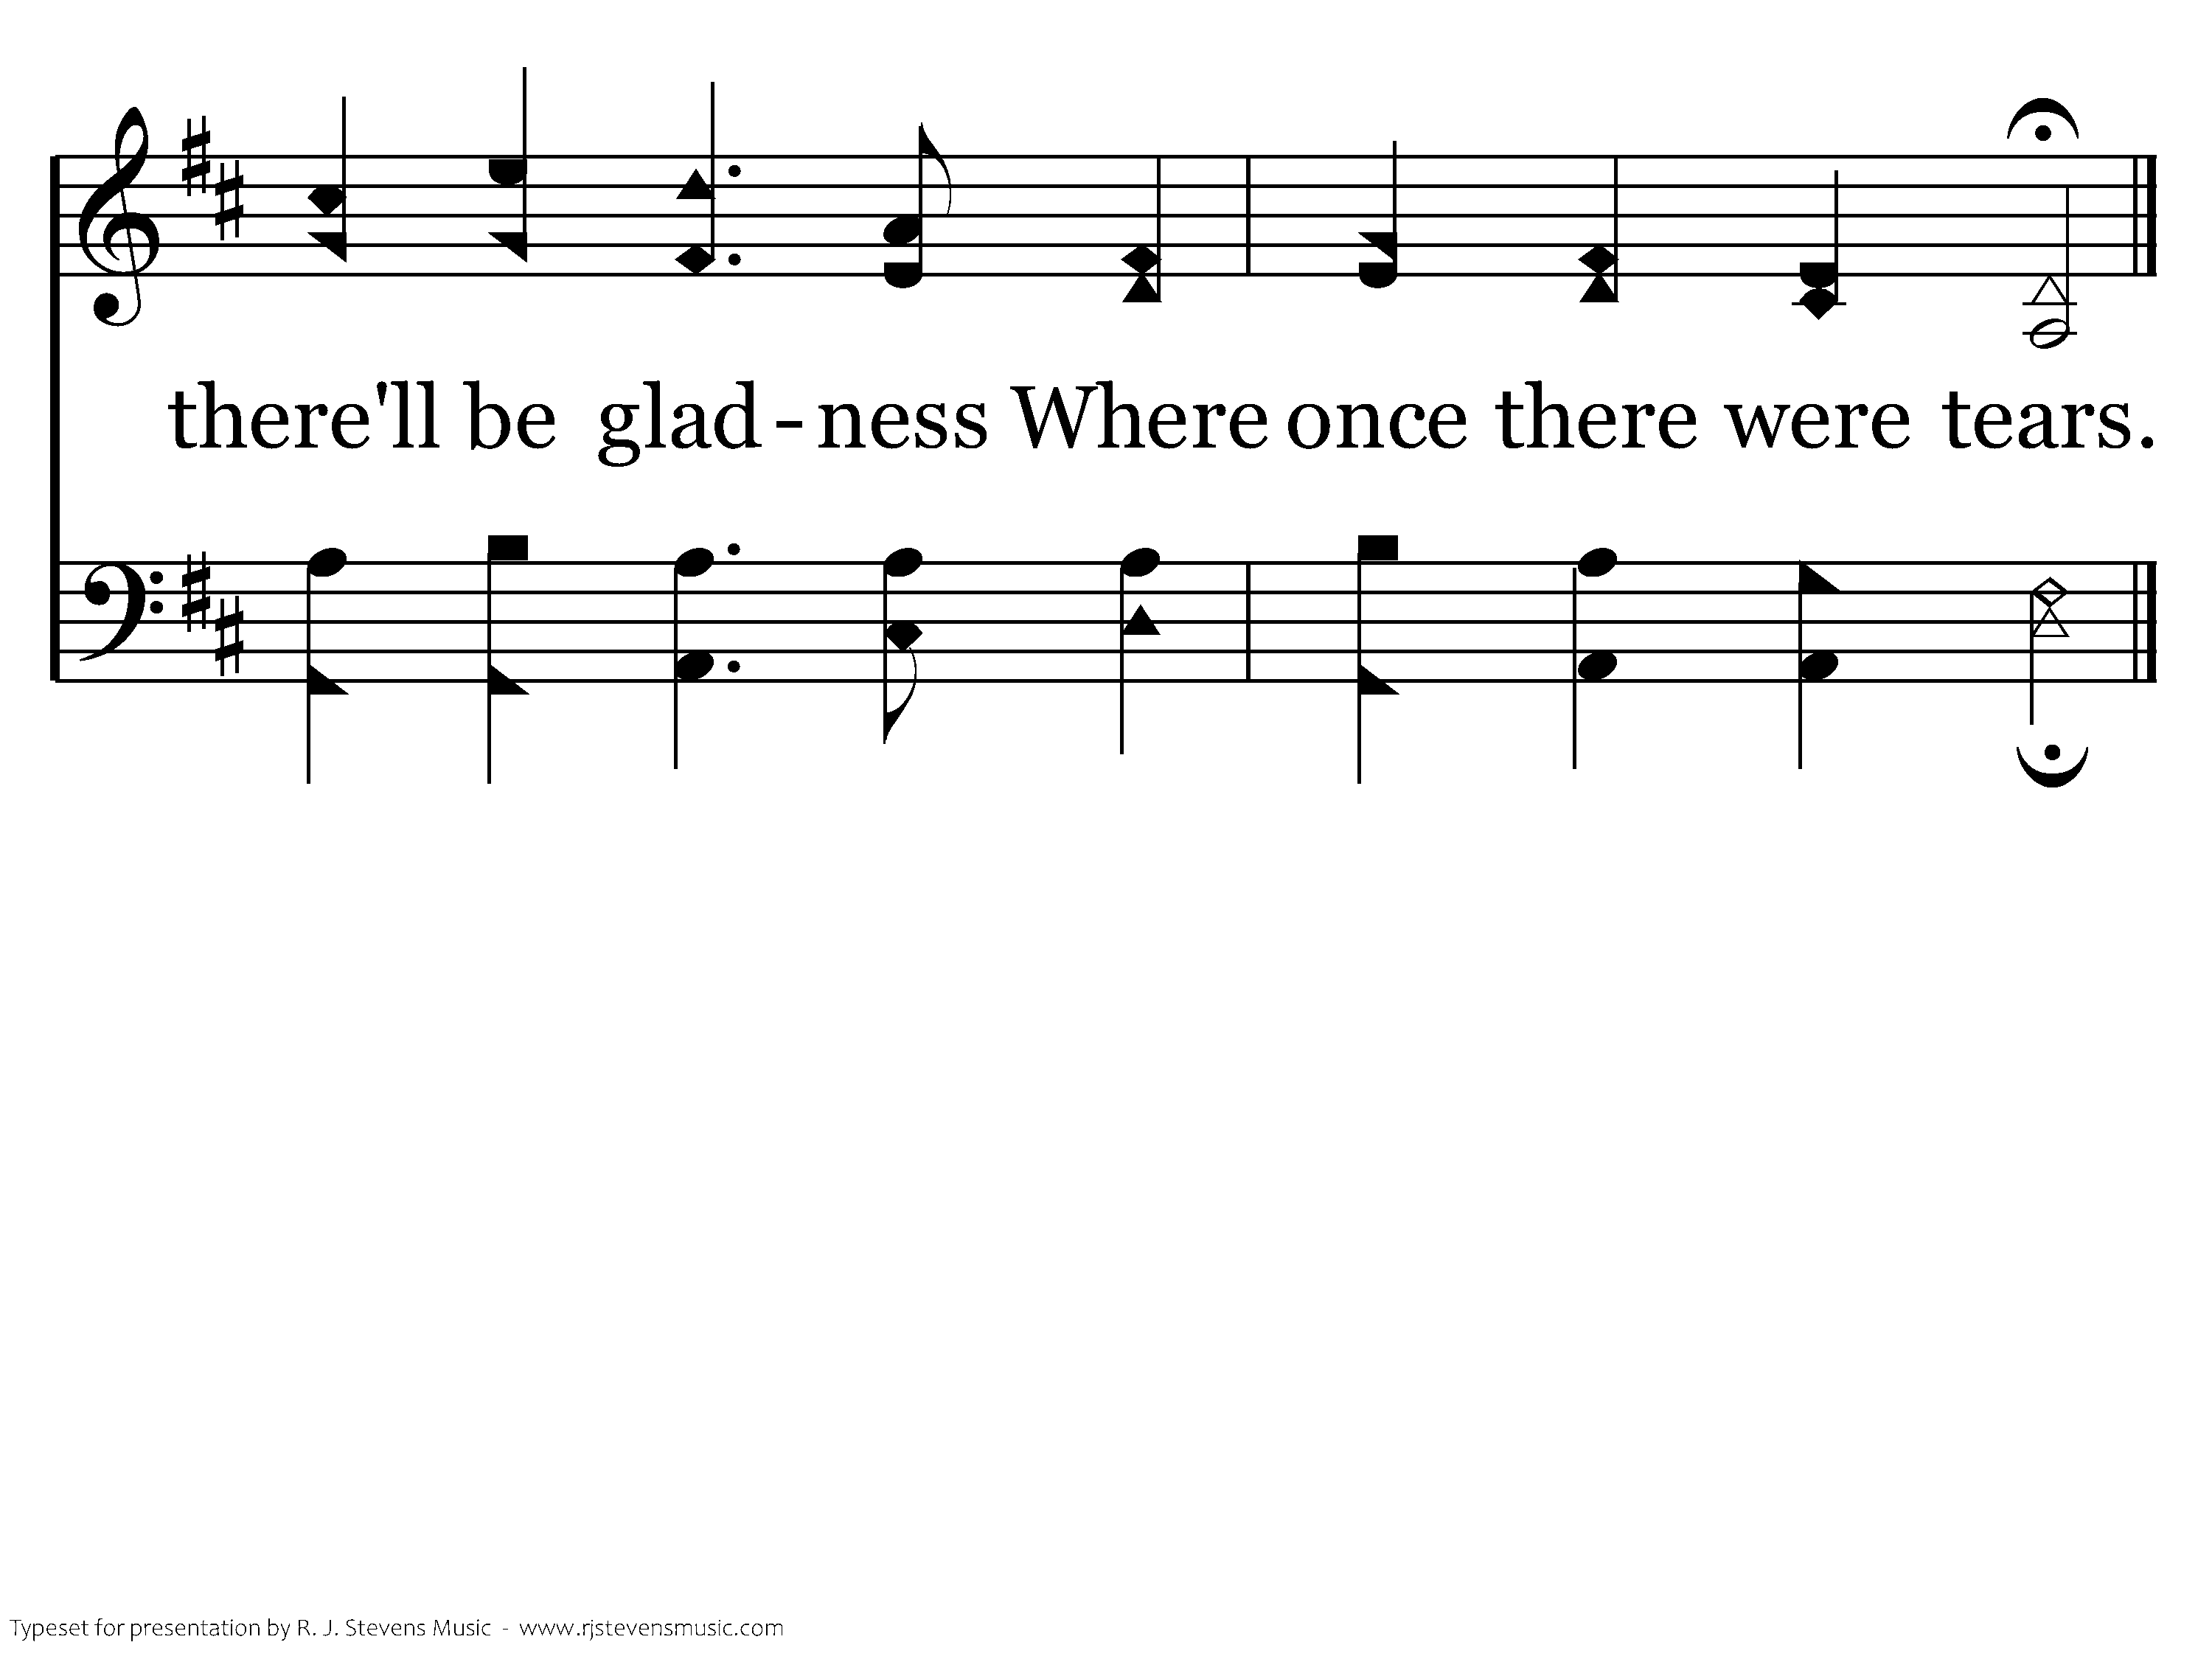 there'll be glad-ness Where once there were tears.
Typeset for presentation by R. J. Stevens Music - www.rjstevensmusic.com